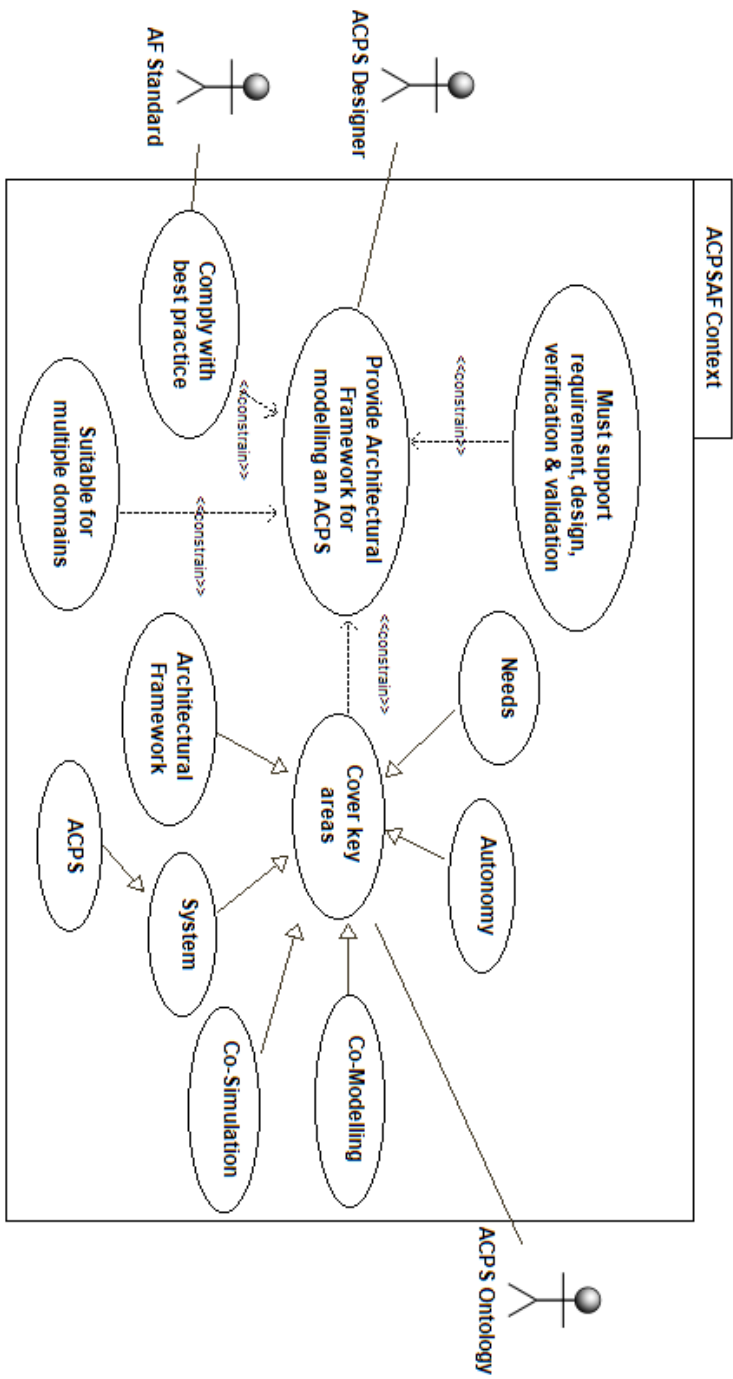 ACPSAF Context
Must support
requirement, design,
verification & validation
Needs
Autonomy
<<constrain>>
<<constrain>>
ACPS Designer
Provide Architectural
Framework for
modelling an ACPS
Cover key
areas
Co-Modelling
ACPS Ontology
<<constrain>>
<<constrain>>
AF Standard
Comply with
best practice
Architectural
Framework
System
Co-Simulation
Suitable for
multiple domains
ACPS